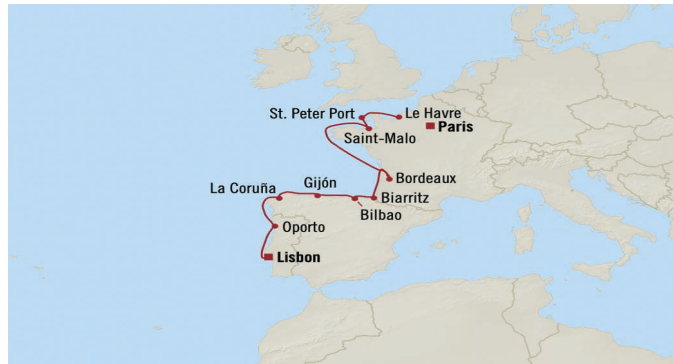 St. Peter Port
Le Havre
Paris
Saint-Malo
Bordeaux
Gijón
La Coruña
Biarritz
Bilbao
Oporto
Lisbon